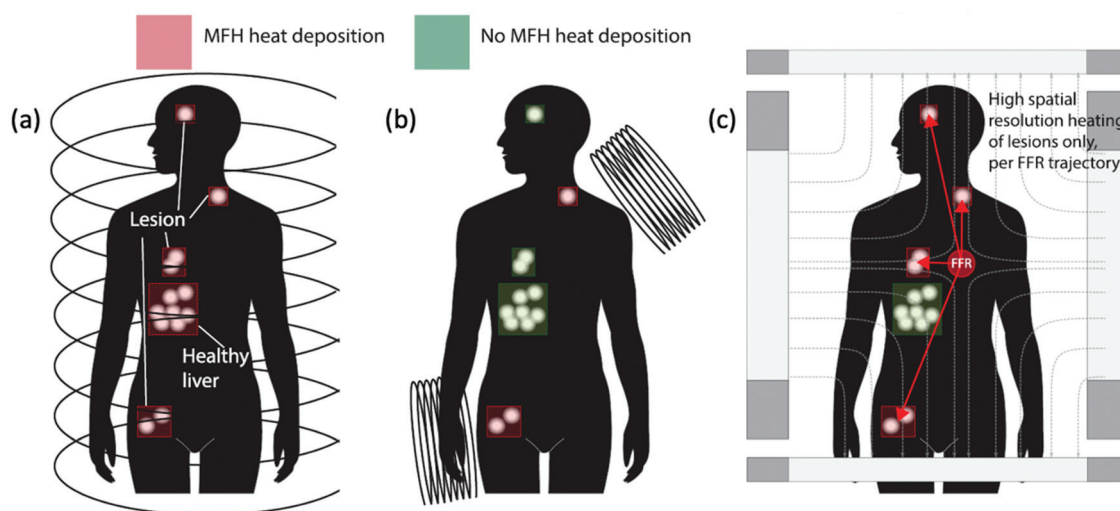 MFH heat deposition
No MFH heat deposition
(a)
(b)
(c)
High spatial
resolution heating
of lesions only,
per FFR trajectory
Lesion
FFR
Healthy
liver